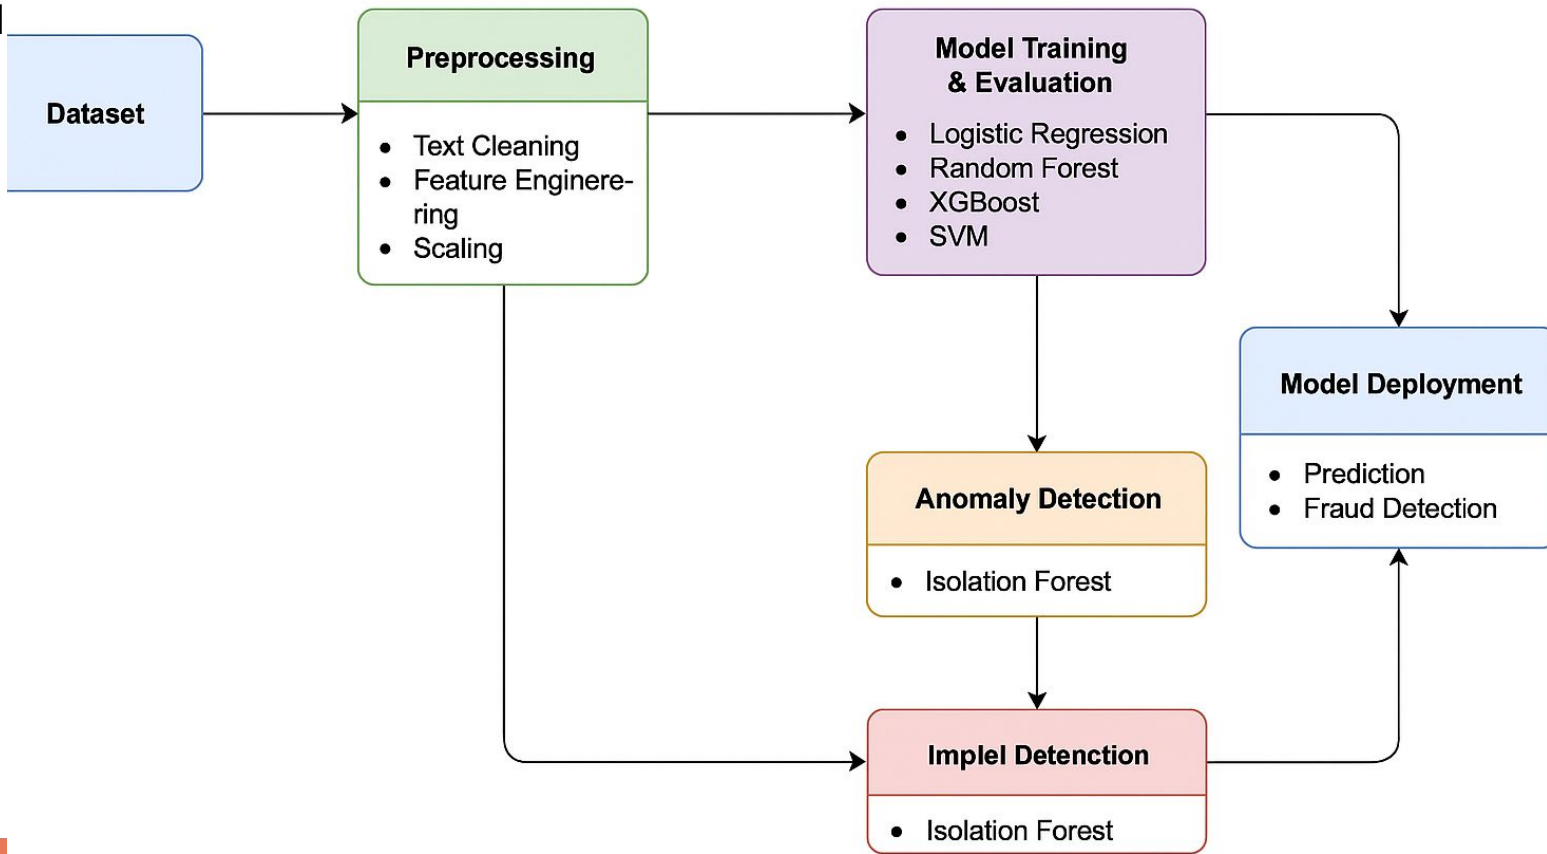 Dataset
Preprocessing
• Text Cleaning
• Feature Enginere-
ring
• Scaling
Model Training
& Evaluation
• Logistic Regression
• Random Forest
• XGBoost
• SVM
Model Deployment
• Prediction
• Fraud Detection
Anomaly Detection
• Isolation Forest
Implel Detenction
• Isolation Forest